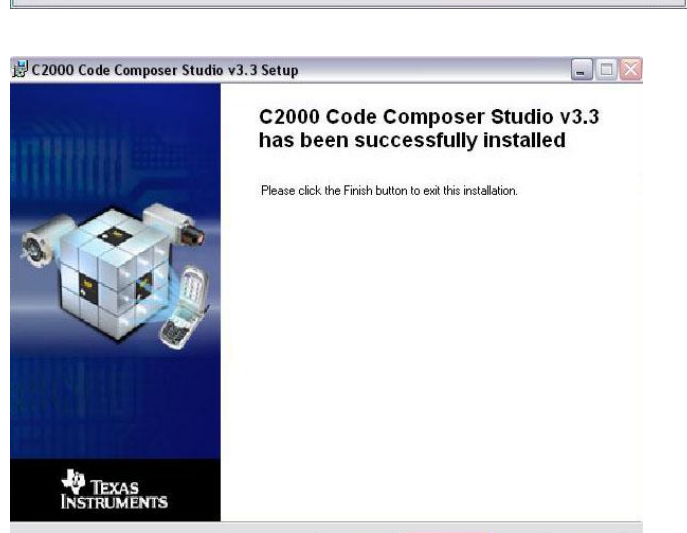 C2000 Code Composer Studio v3.3 Setup
C2000 Code Composer Studio v3.3
has been successfully installed
Please click the Finish button to exit this installation.
TEXAS
INSTRUMENTS